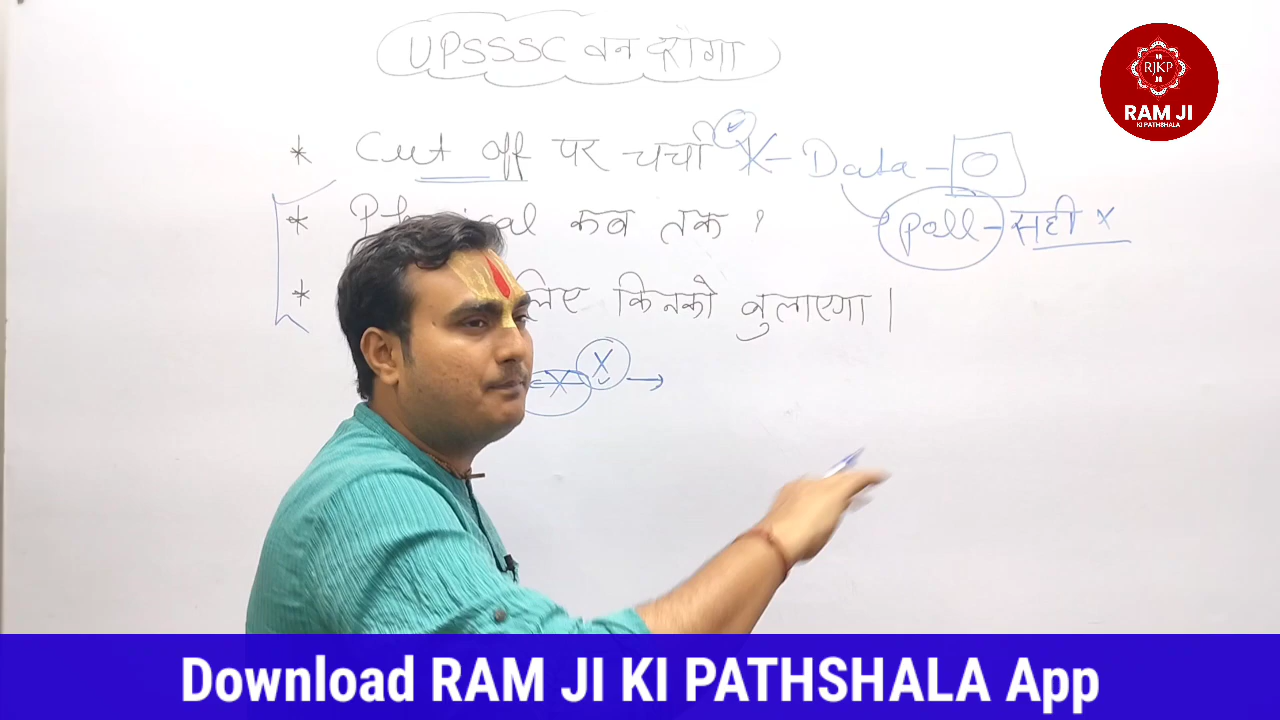 UPSSSC वन दरोगा
RJKP
RAM JI
KI PATHSHALA
* Cut off पर चर्चा X - Data - 0
* Physical कब तक ?
poll - सही x
* लिए किनको बुलाएगा |
X X →
Download RAM JI KI PATHSHALA App